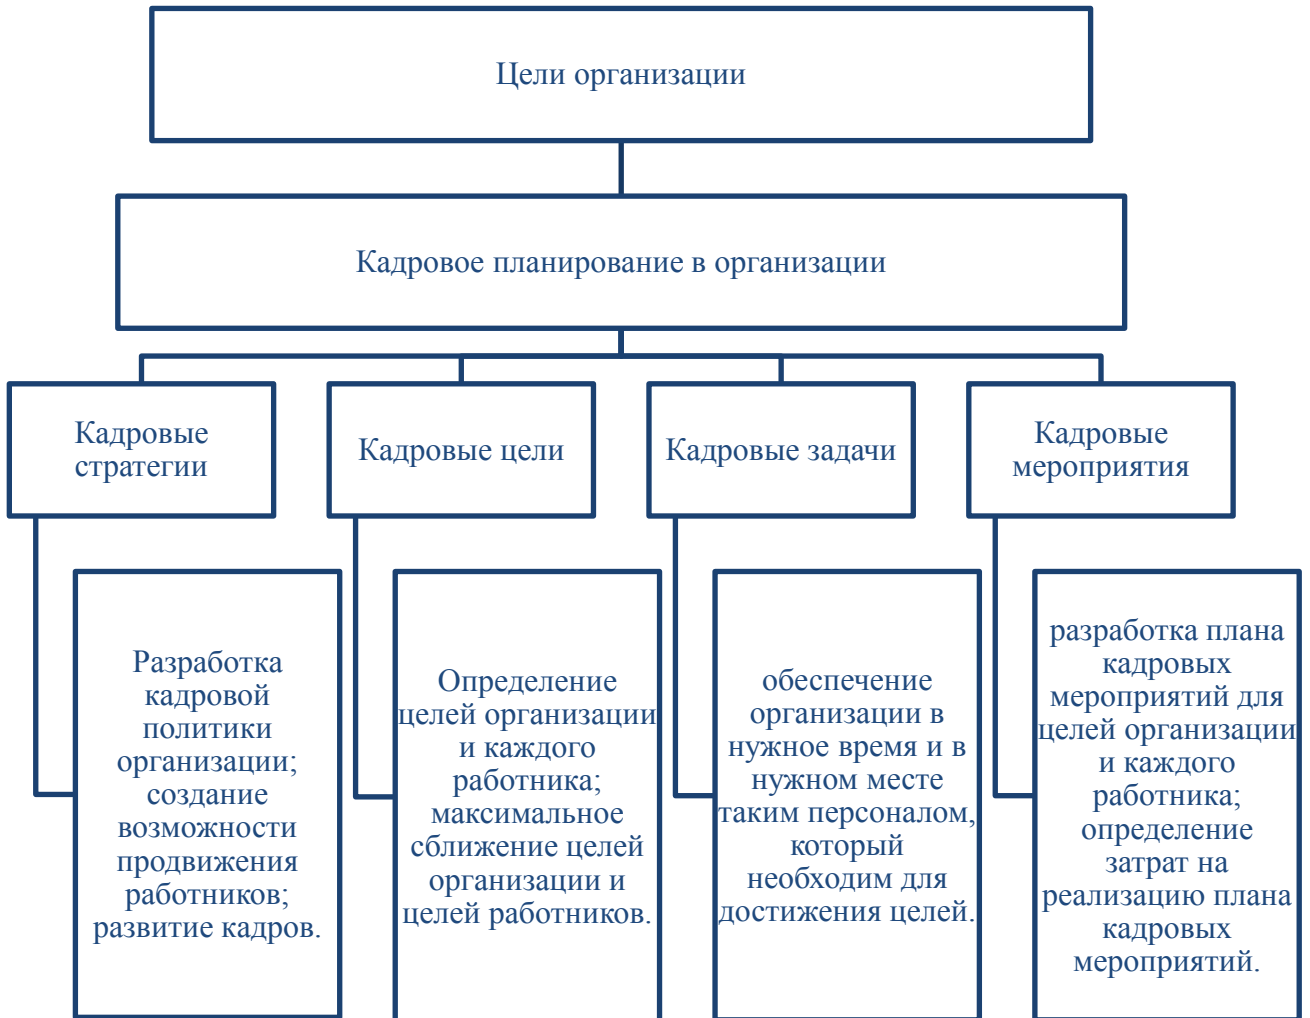 Цели организации
Кадровое планирование в организации
Кадровые
стратегии
Кадровые цели
Кадровые задачи
Кадровые
мероприятия
Разработка
кадровой
политики
организации;
создание
возможности
продвижения
работников;
развитие кадров.
Определение
целей организации
и каждого
работника;
максимальное
сближение целей
организации и
целей работников.
обеспечение
организации в
нужное время и в
нужном месте
таким персоналом,
который
необходим для
достижения целей.
разработка плана
кадровых
мероприятий для
целей организации
и каждого
работника;
определение
затрат на
реализацию плана
кадровых
мероприятий.